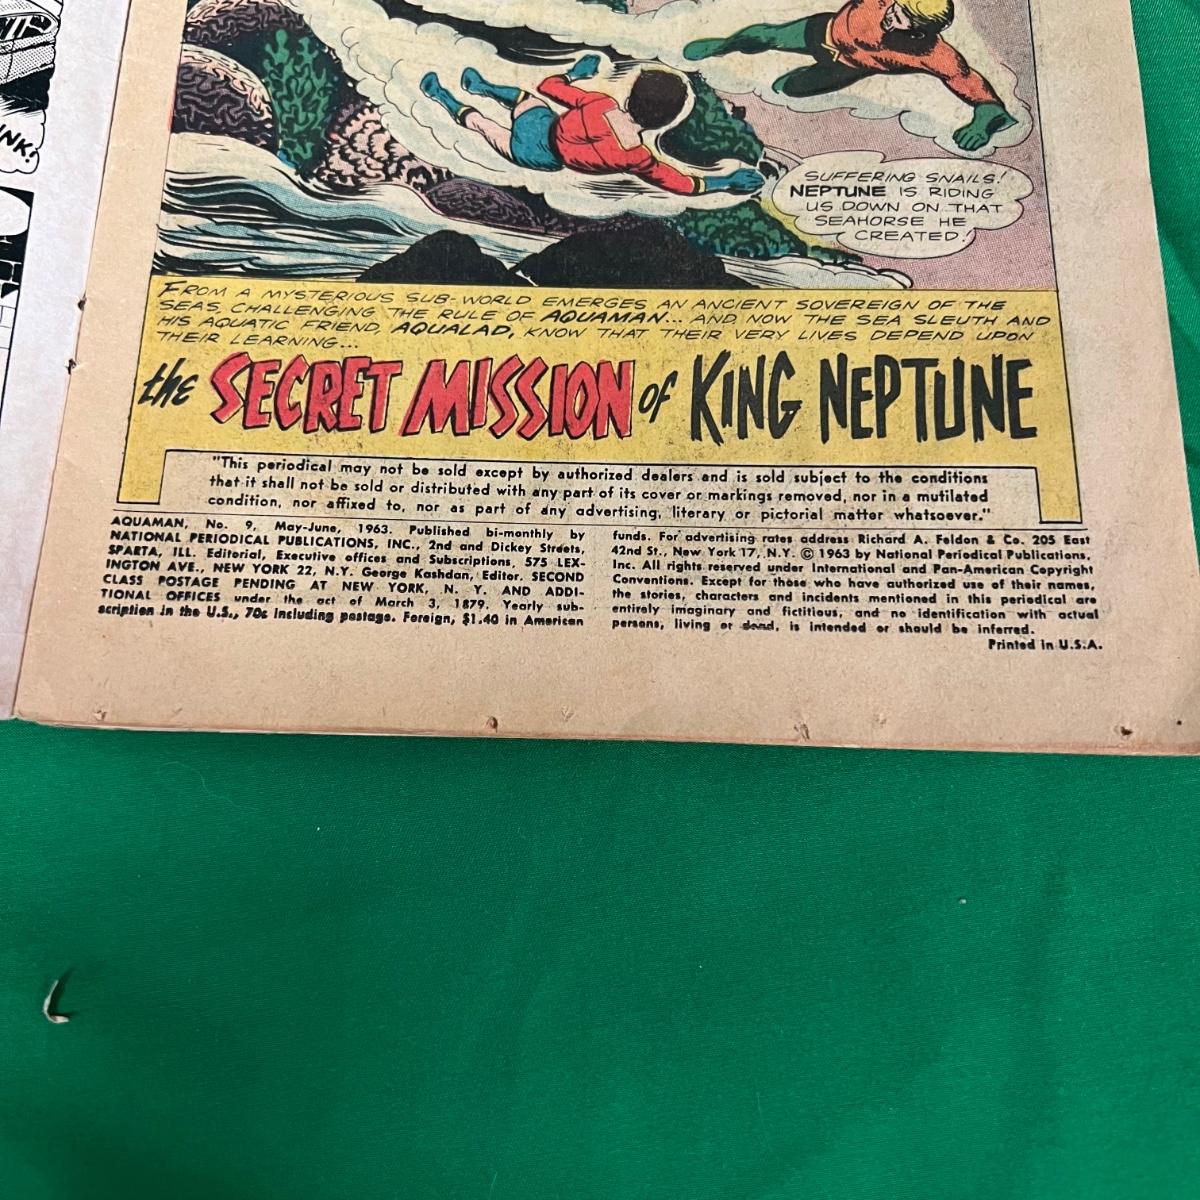 INK!
SUFFERING SNAILS!
NEPTUNE IS RIDING
US DOWN ON THAT
SEAHORSE HE
CREATED!
FROM A MYSTERIOUS SUB-WORLD EMERGES AN ANCIENT SOVEREIGN OF THE
SEAS, CHALLENGING THE RULE OF AQUAMAN... AND NOW THE SEA SLEUTH AND
HIS AQUATIC FRIEND, AQUALAD, KNOW THAT THEIR VERY LIVES DEPEND UPON
THEIR LEARNING...
the SECRET MISSION of KING NEPTUNE
"This periodical may not be sold except by authorized dealers and is sold subject to the conditions
that it shall not be sold or distributed with any part of its cover or markings removed, nor in a mutilated
condition, nor affixed to, nor as part of any advertising, literary or pictorial matter whatsoever."
AQUAMAN, No. 9, May-June, 1963. Published bi-monthly by
NATIONAL PERIODICAL PUBLICATIONS, INC., 2nd and Dickey Streets,
SPARTA, ILL. Editorial, Executive offices and Subscriptions, 575 LEX-
INGTON AVE., NEW YORK 22, N.Y. George Kashdan, Editor. SECOND
CLASS POSTAGE PENDING AT NEW YORK, N. Y. AND ADDI-
TIONAL OFFICES under the act of March 3, 1879. Yearly sub-
scription in the U.S., 70c including postage. Foreign, $1.40 in American
funds. For advertising rates address Richard A. Feldon & Co. 205 East
42nd St., New York 17, N.Y. © 1963 by National Periodical Publications,
Inc. All rights reserved under International and Pan-American Copyright
Conventions. Except for those who have authorized use of their names,
the stories, characters and incidents mentioned in this periodical are
entirely imaginary and fictitious, and no identification with actual
persons, living or dead, is intended or should be inferred.
Printed in U.S.A.